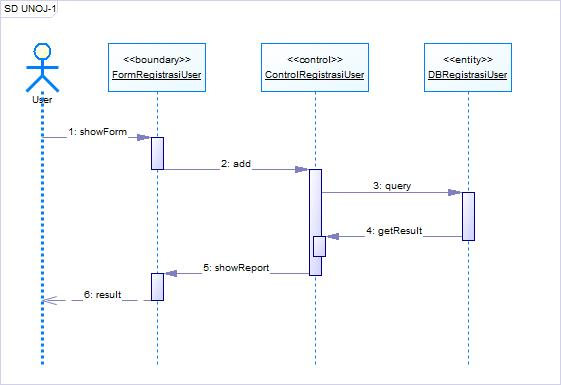 SD UNOJ-1
<<boundary>>
FormRegistrasiUser
<<control>>
ControlRegistrasiUser
<<entity>>
DBRegistrasiUser
User
1: showForm
2: add
3: query
4: getResult
5: showReport
6: result